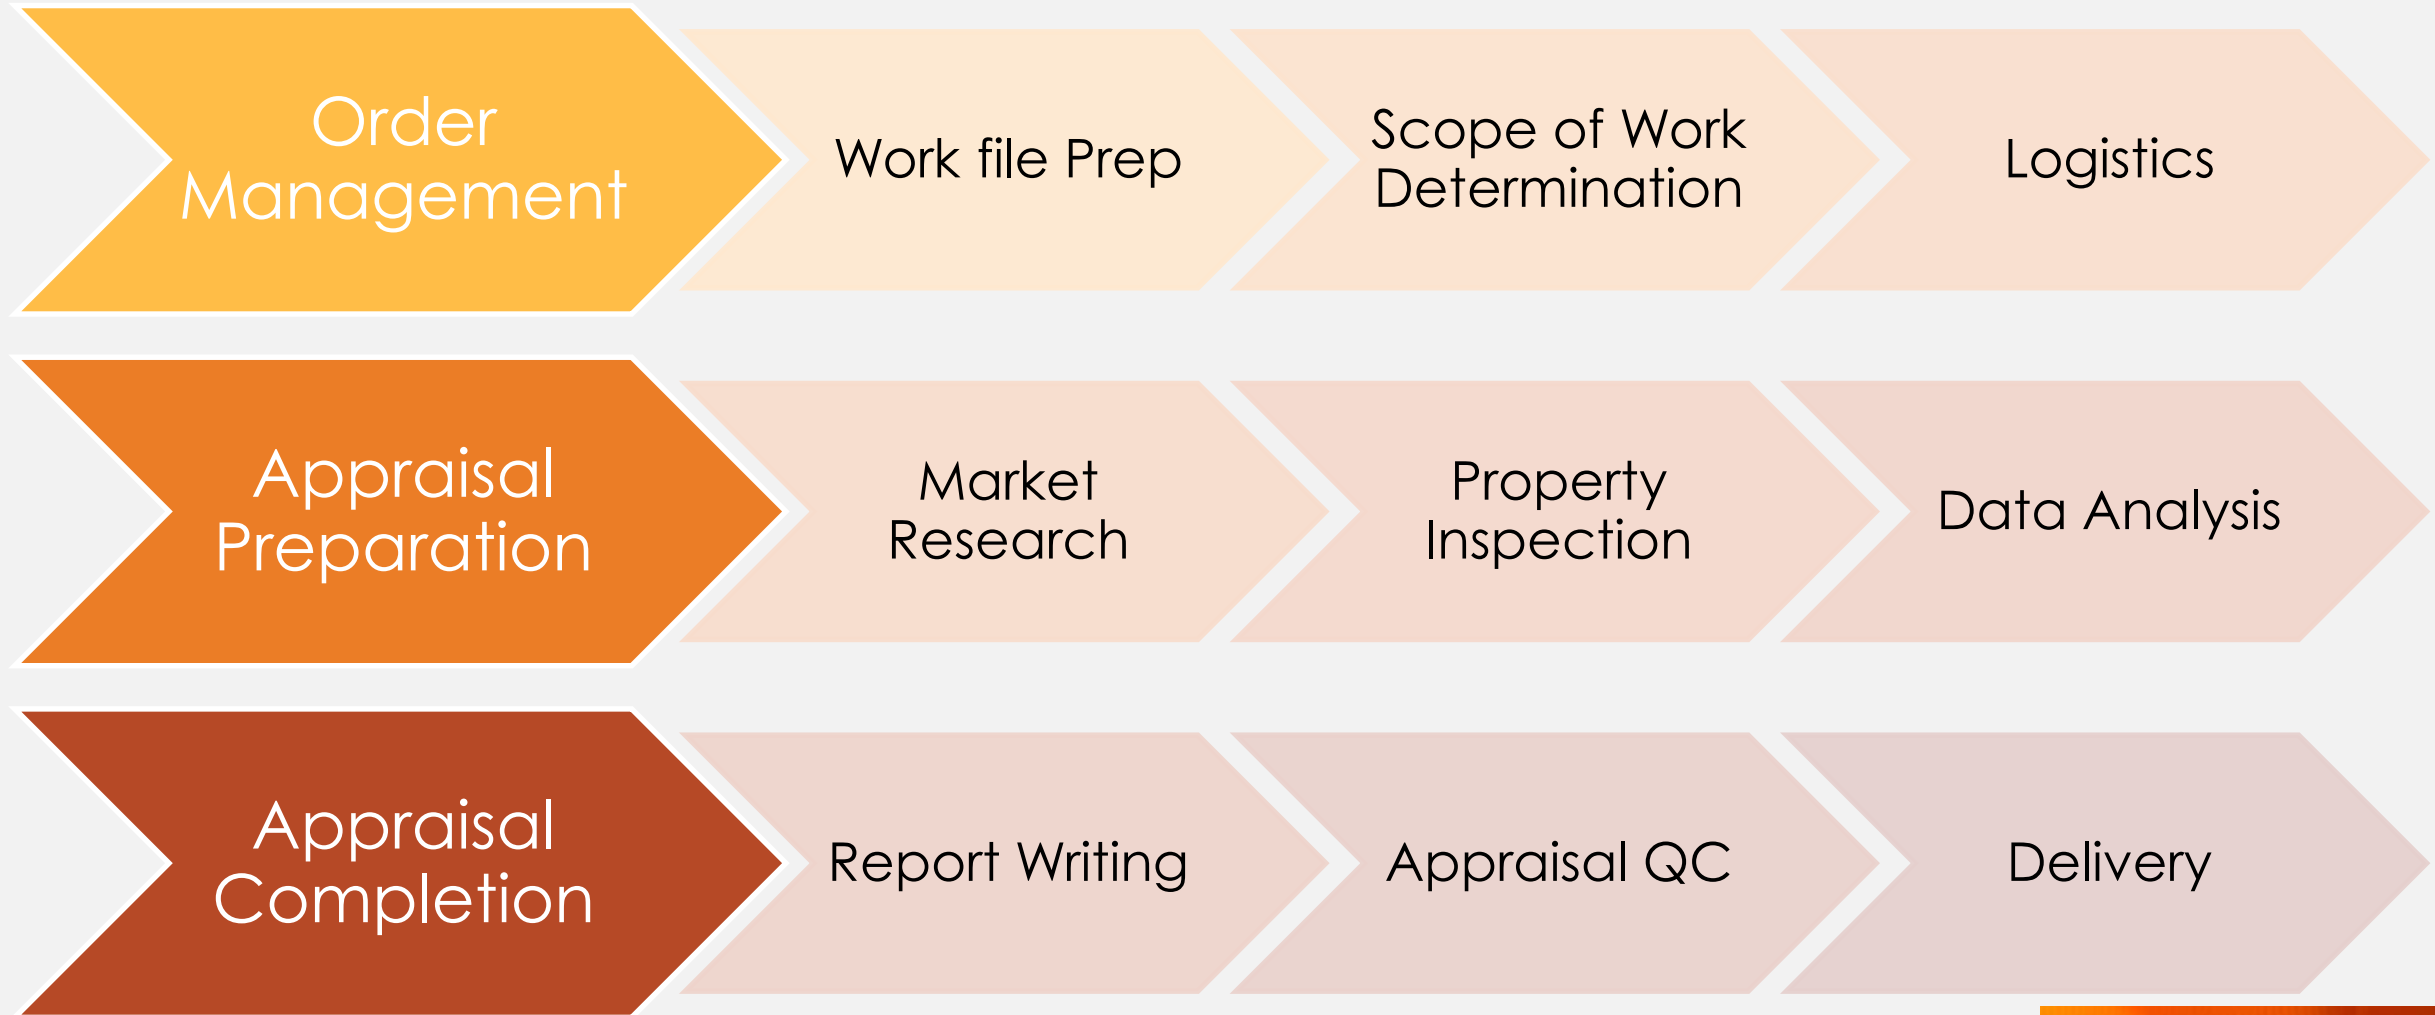 Order
Management
Work file Prep
Scope of Work
Determination
Logistics
Appraisal
Preparation
Market
Research
Property
Inspection
Data Analysis
Appraisal
Completion
Report Writing
Appraisal QC
Delivery